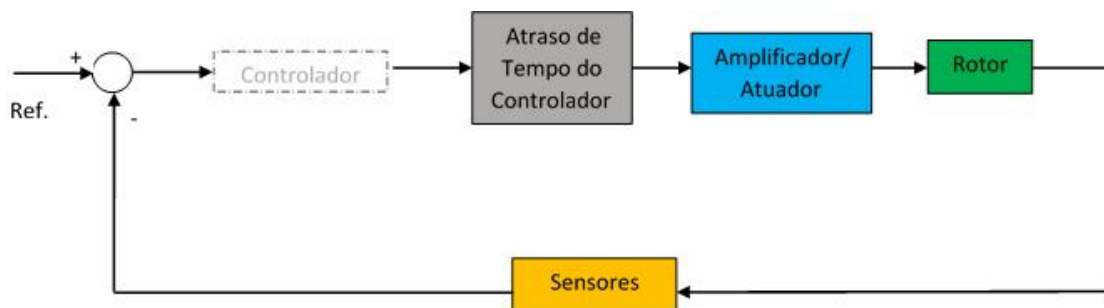 +
Ref.
-
Controlador
Atraso de
Tempo do
Controlador
Amplificador/
Atuador
Rotor
Sensores